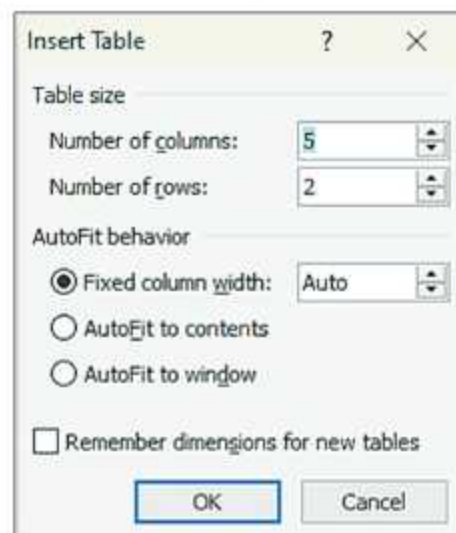 Insert Table ? ×
Table size
Number of columns: 5
Number of rows: 2
AutoFit behavior
Fixed column width: Auto
AutoFit to contents
AutoFit to window
Remember dimensions for new tables
OK Cancel